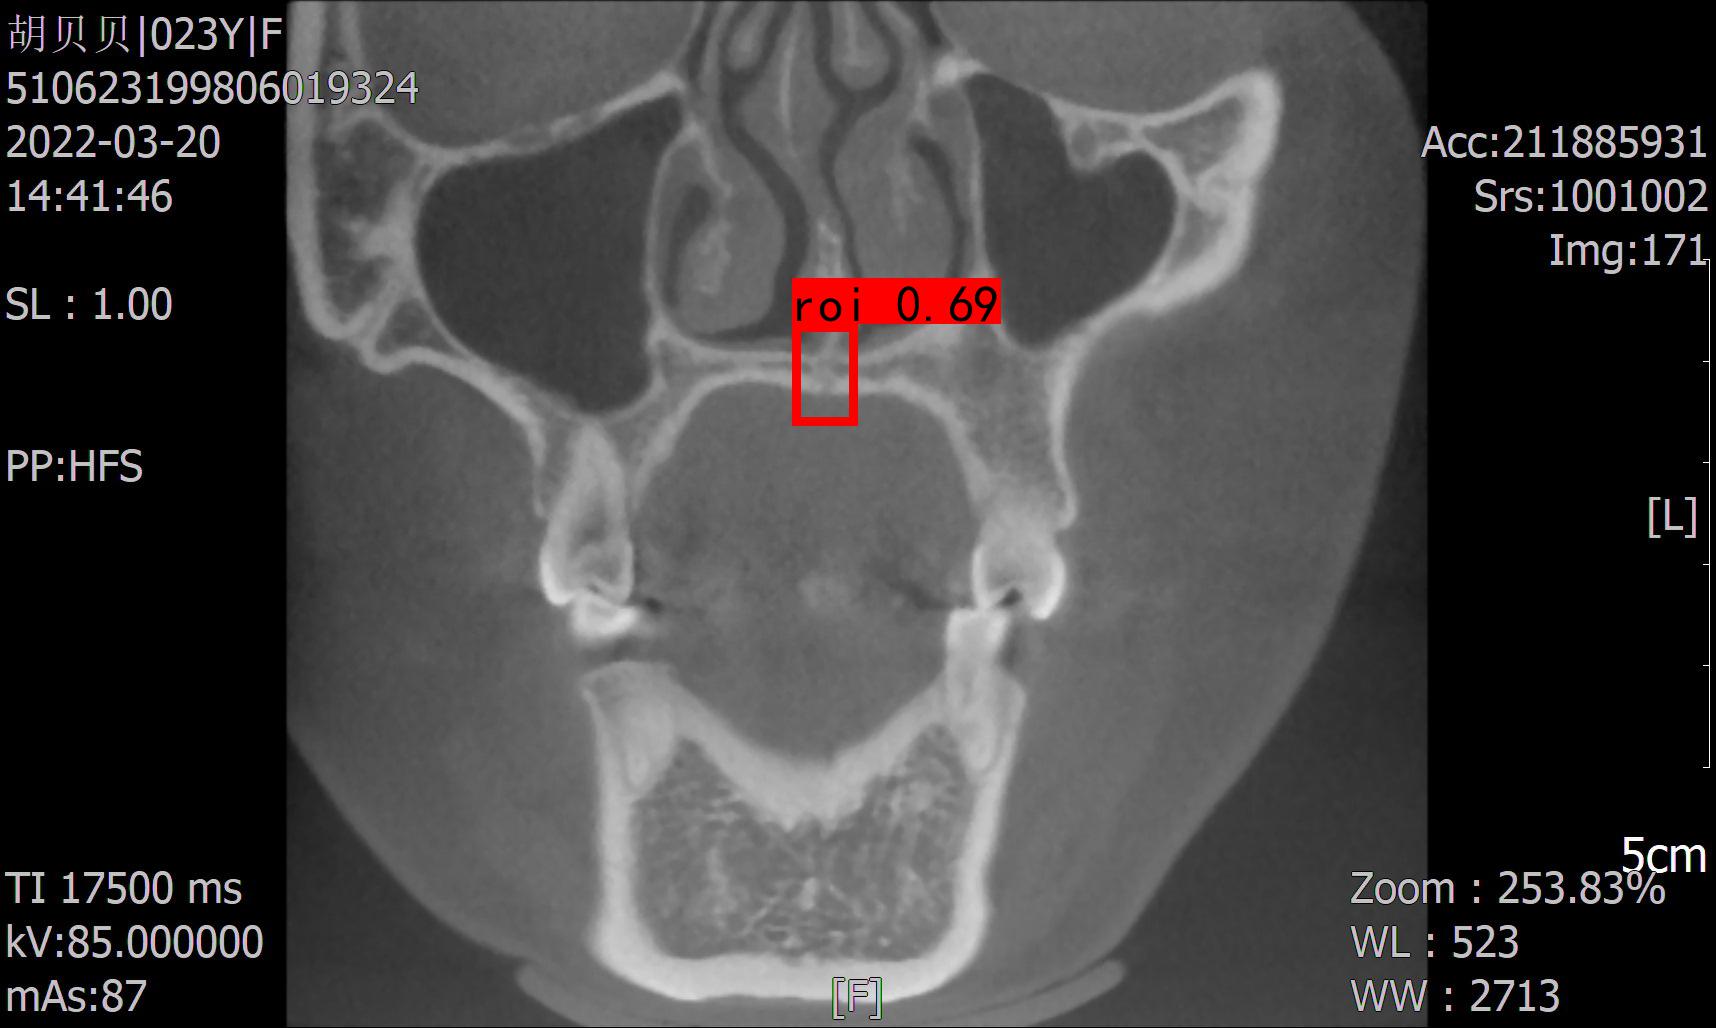 胡贝贝|023Y|F
510623199806019324
2022-03-20
14:41:46
SL : 1.00
PP:HFS
TI 17500 ms
kV:85.000000
mAs:87
roi 0.69
[F]
Acc:211885931
Srs:1001002
Img:171
[L]
5cm
Zoom : 253.83%
WL : 523
WW : 2713